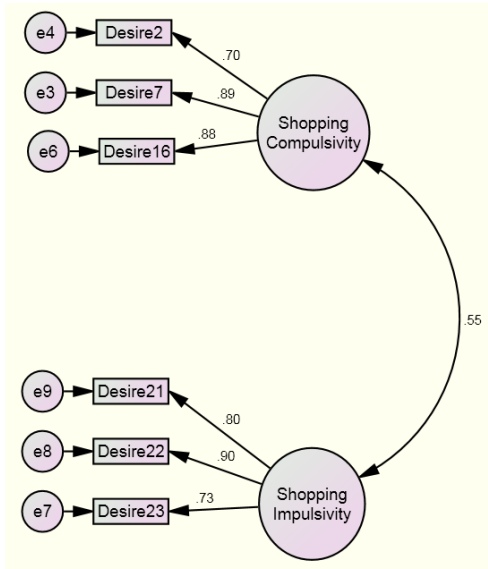 e4
Desire2
.70
e3
Desire7
.89
Shopping
Compulsivity
e6
Desire16
.88
.55
e9
Desire21
.80
e8
Desire22
.90
Shopping
Impulsivity
e7
Desire23
.73